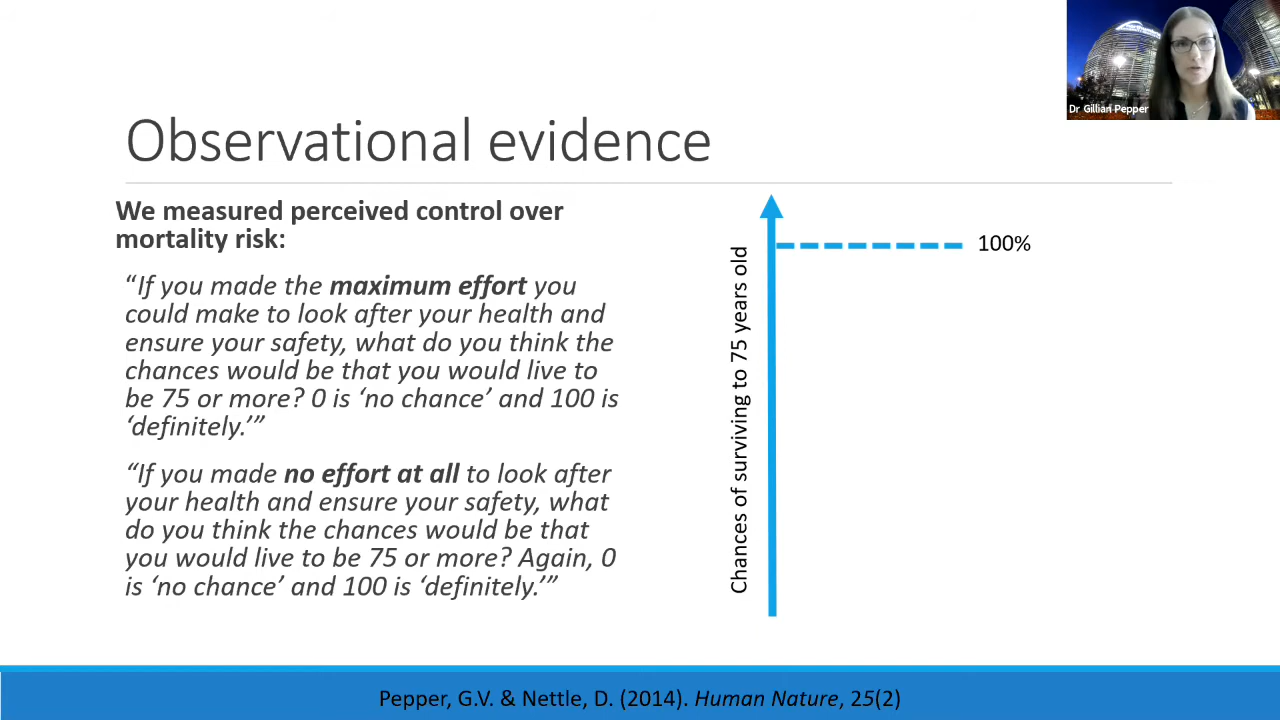 Dr Gillian Pepper
Observational evidence
We measured perceived control over
mortality risk:
“If you made the maximum effort you
could make to look after your health and
ensure your safety, what do you think the
chances would be that you would live to
be 75 or more? 0 is ‘no chance’ and 100 is
‘definitely.’”
“If you made no effort at all to look after
your health and ensure your safety, what
do you think the chances would be that
you would live to be 75 or more? Again, 0
is ‘no chance’ and 100 is ‘definitely.’”
Chances of surviving to 75 years old
100%
Pepper, G.V. & Nettle, D. (2014). Human Nature, 25(2)